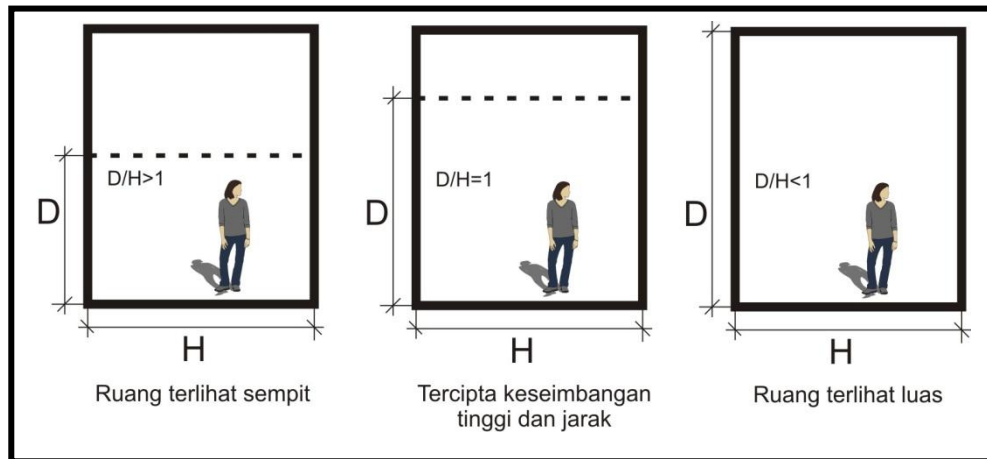 D/H>1
D
H
Ruang terlihat sempit
D/H=1
D
H
Tercipta keseimbangan
tinggi dan jarak
D/H<1
D
H
Ruang terlihat luas